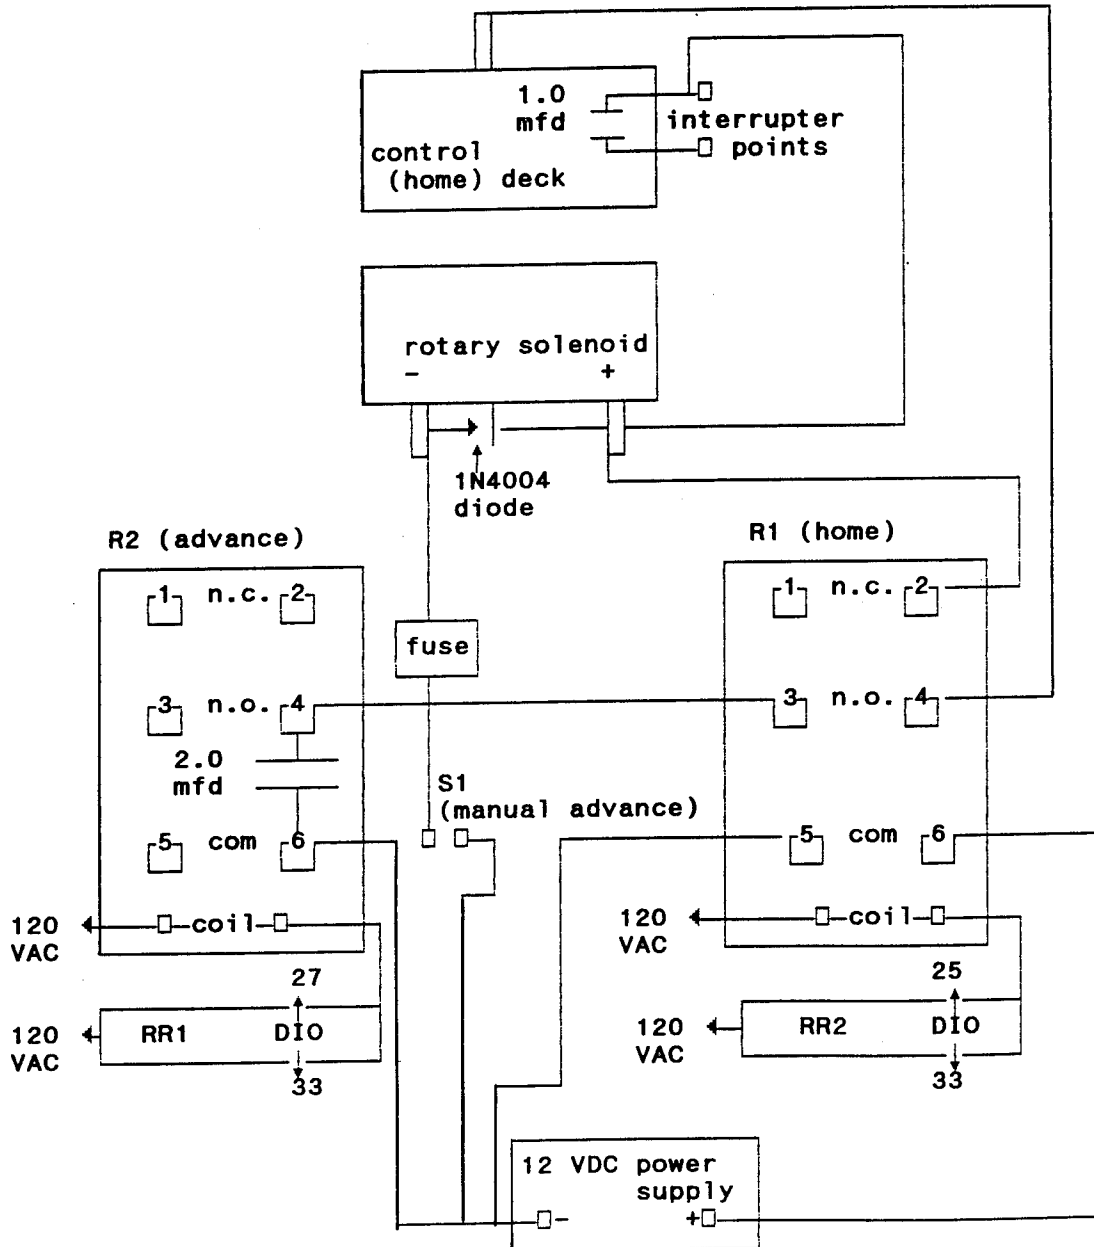 1.0
mfd
interrupter
points
control
(home) deck
rotary solenoid
- +
1N4004
diode
R2 (advance)
R1 (home)
1 n.c. 2
1 n.c. 2
fuse
3 n.o. 4
3 n.o. 4
2.0
mfd
S1
(manual advance)
5 com 6
5 com 6
120
VAC
coil
120
VAC
coil
27
25
120
VAC
RR1 DIO
120
VAC
RR2 DIO
33
33
12 VDC power
supply
- +